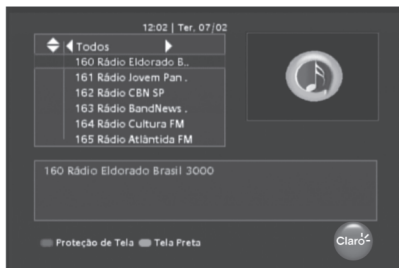 12:02 | Ter, 07/02
Todos
160 Rádio Eldorado B..
161 Rádio Jovem Pan .
162 Rádio CBN SP
163 Rádio BandNews .
164 Rádio Cultura FM
165 Rádio Atlântida FM
160 Rádio Eldorado Brasil 3000
Proteção de Tela Tela Preta
Claro